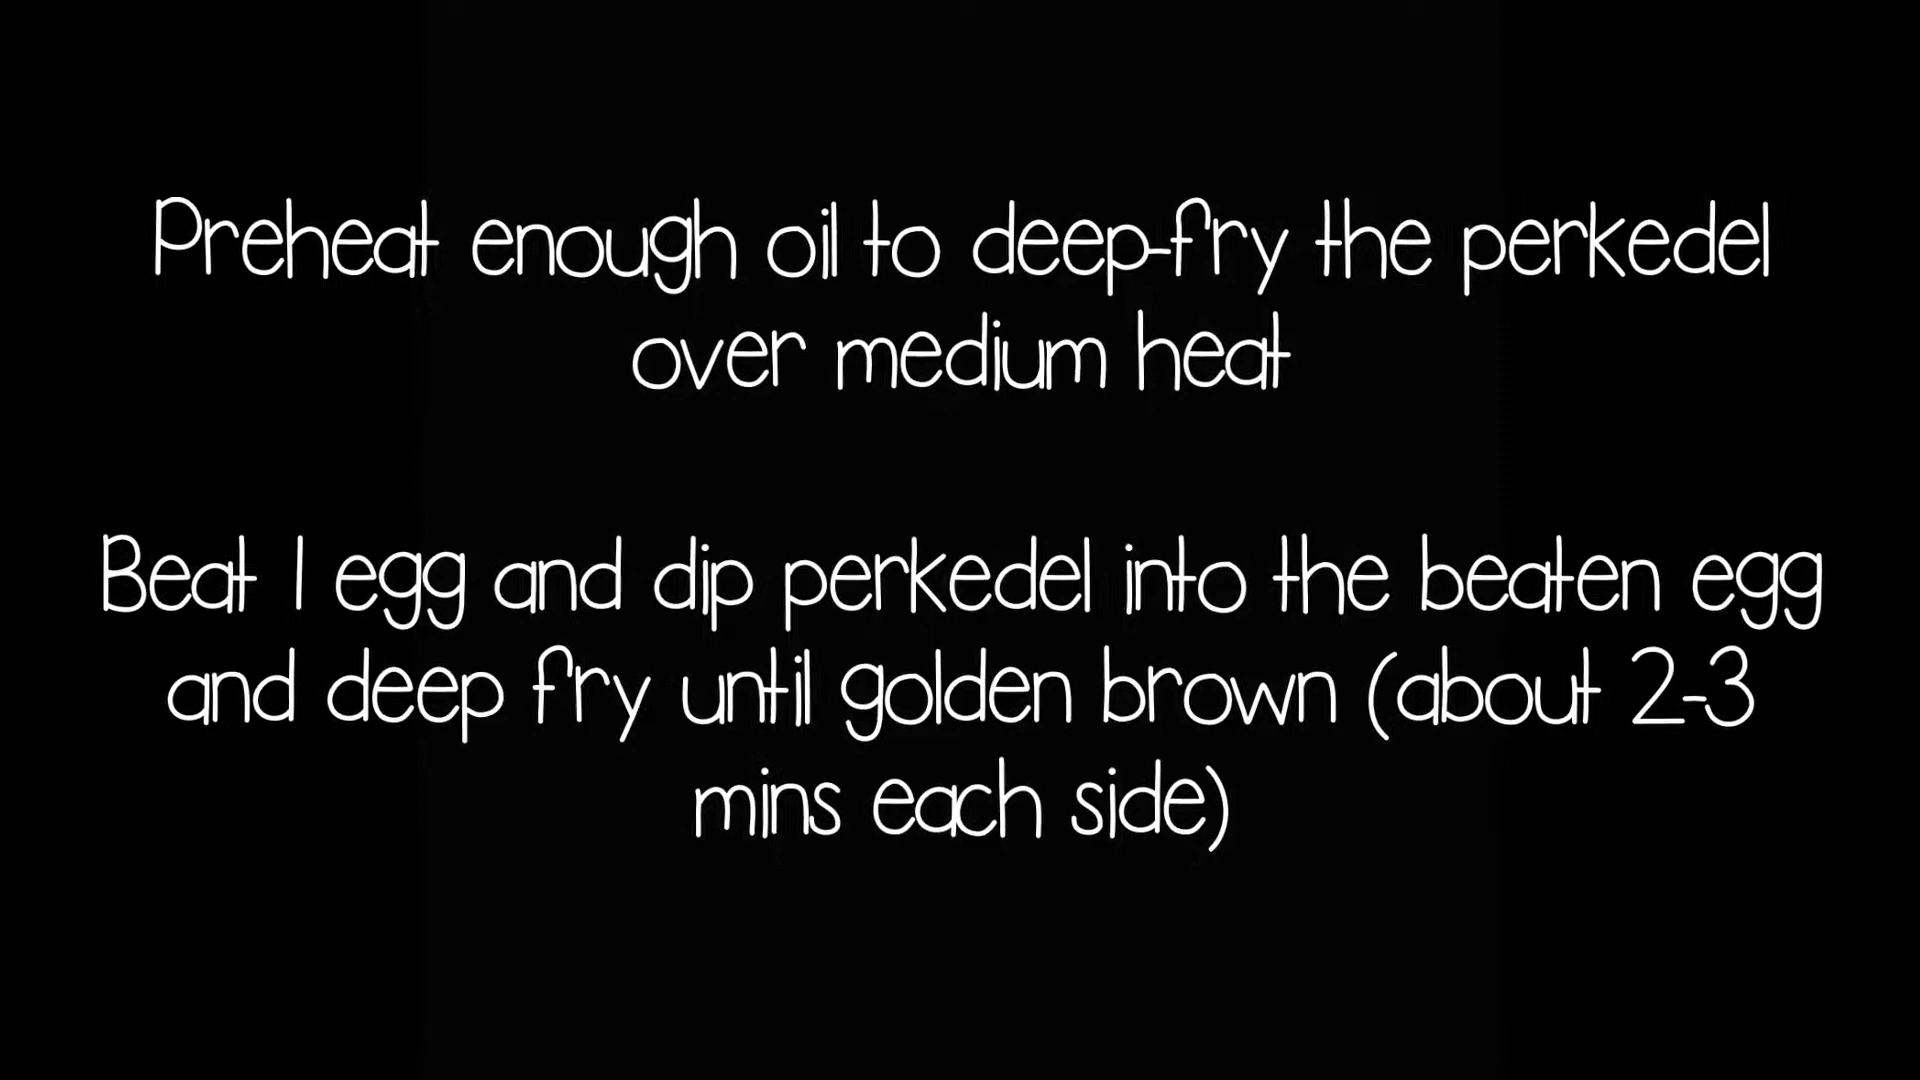 Preheat enough oil to deep-fry the perkedel
over medium heat
Beat 1 egg and dip perkedel into the beaten egg
and deep fry until golden brown (about 2-3
mins each side)